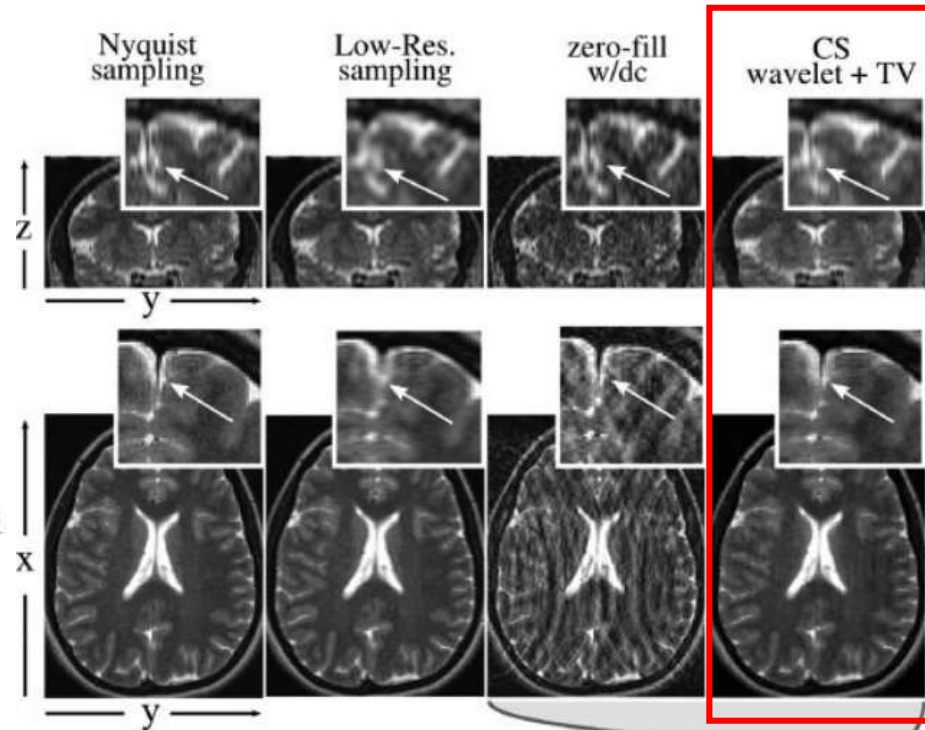 Nyquist
sampling
Low-Res.
sampling
zero-fill
w/dc
CS
wavelet + TV
z
y
x
y